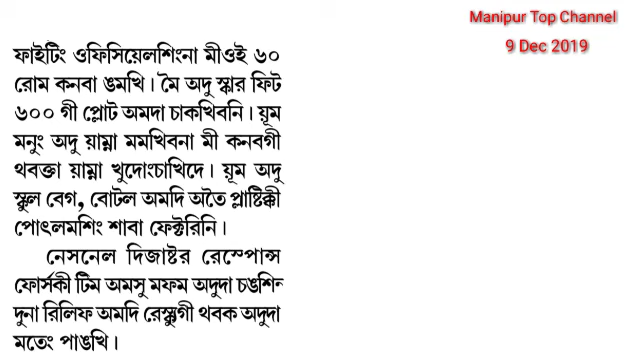 Manipur Top Channel
9 Dec 2019
ফাইটিং ওফিসিয়েলশিংনা মীওই ৬০
রোম কনবা ঙমখি। মৈ অদু স্কার ফিট
৬০০ গী প্লোট অমদা চাকখিবনি। য়ূম
মনুং অদু য়াম্না মমখিবনা মী কনবগী
থবক্তা য়াম্না খুদোংচাখিদে। য়ূম অদু
স্কুল বেগ, বোটল অমদি অতৈ প্লাষ্টিক্কী
পোৎলমশিং শাবা ফেক্টরিনি।
নেসনেল দিজাষ্টর রেস্পোন্স
ফোর্সকী টিম অমসু মফম অদুদা চঙশিন
দুনা রিলিফ অমদি রেস্ক্যুগী থবক অদুদা
মতেং পাঙখি।